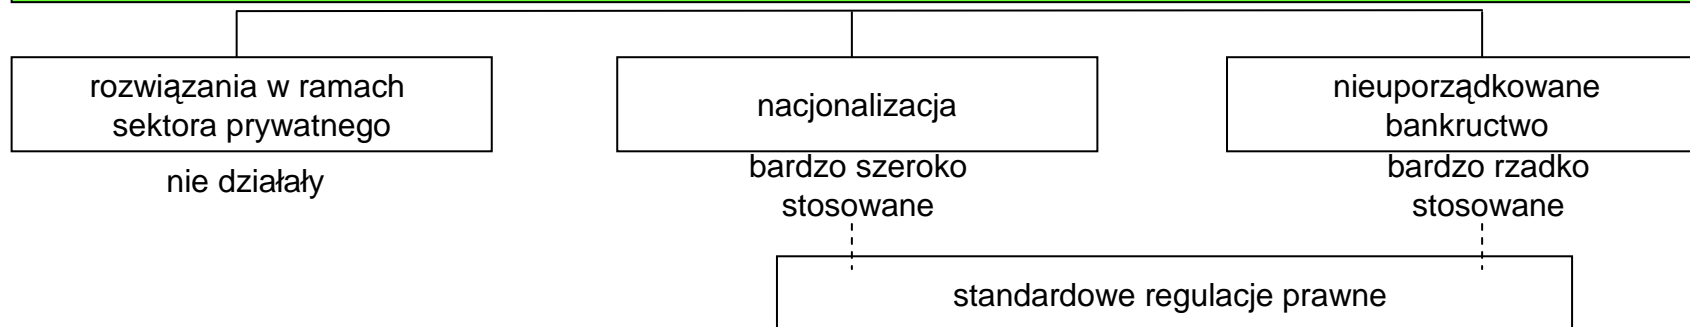 rozwiązania w ramach
sektora prywatnego
nie działały
nacjonalizacja
bardzo szeroko
stosowane
nieuporządkowane
bankructwo
bardzo rzadko
stosowane
standardowe regulacje prawne